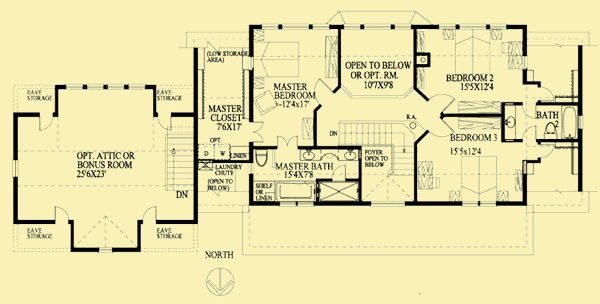 EAVE
STORAGE
EAVE
STORAGE
OPT. ATTIC OR
BONUS ROOM
25'6X23'
DN
EAVE
STORAGE
EAVE
STORAGE
(LOW STORAGE
AREA)
MASTER
CLOSET
7'6X17'
OPT.
D W
LINEN
LAUNDRY
CHUTE
(OPEN TO
BELOW)
MASTER
BEDROOM
12'4x17'
OPEN TO BELOW
OR OPT. RM.
10'7X9'8
BEDROOM 2
15'5X12'4
R.A.
DN
BATH
2
BEDROOM 3
15'5x12'4
MASTER BATH
15'4X7'8
SHELF
or
LINEN
FOYER
OPEN TO
BELOW
NORTH